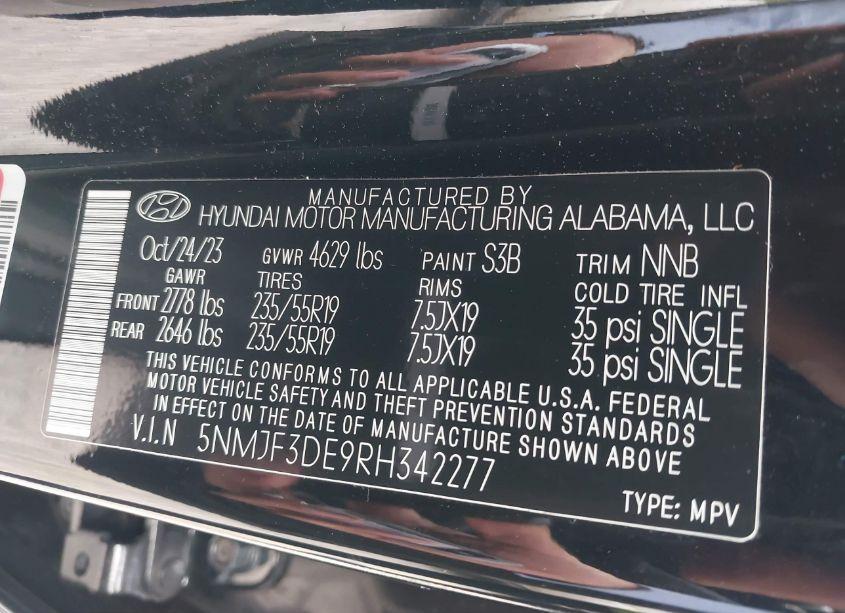 MANUFACTURED BY
HYUNDAI MOTOR MANUFACTURING ALABAMA, LLC
Oct/24/23 GVWR 4629 lbs PAINT S3B TRIM NNB
GAWR TIRES RIMS COLD TIRE INFL
FRONT 2778 lbs 235/55R19 7.5JX19 35 psi SINGLE
REAR 2646 lbs 235/55R19 7.5JX19 35 psi SINGLE
THIS VEHICLE CONFORMS TO ALL APPLICABLE U.S.A. FEDERAL
MOTOR VEHICLE SAFETY AND THEFT PREVENTION STANDARDS
IN EFFECT ON THE DATE OF MANUFACTURE SHOWN ABOVE
V.I.N 5NMJF3DE9RH342277
TYPE: MPV